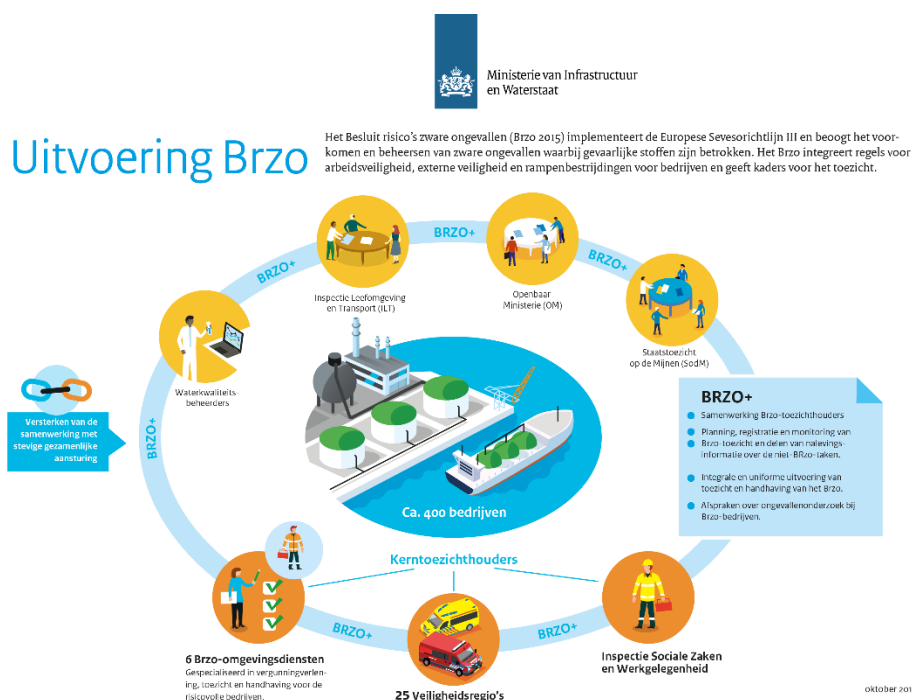 Ministerie van Infrastructuur
en Waterstaat
Uitvoering Brzo
Het Besluit risico's zware ongevallen (Brzo 2015) implementeert de Europese Sevesorichtlijn III en beoogt het voor-
komen en beheersen van zware ongevallen waarbij gevaarlijke stoffen zijn betrokken. Het Brzo integreert regels voor
arbeidsveiligheid, externe veiligheid en rampenbestrijdingen voor bedrijven en geeft kaders voor het toezicht.
BRZO+
BRZO+
BRZO+
Inspectie Leefomgeving
en Transport (ILT)
Openbaar
Ministerie (OM)
Staatstoezicht
op de Mijnen (SodM)
Waterkwaliteits-
beheerders
Versterken van de
samenwerking met
stevige gezamenlijke
aansturing
BRZO+
BRZO+
Samenwerking Brzo-toezichthouders
Planning, registratie en monitoring van
Brzo-toezicht en delen van nalevings-
informatie over de niet-BRzo-taken.
Integrale en uniforme uitvoering van
toezicht en handhaving van het Brzo.
Afspraken over ongevallenonderzoek bij
Brzo-bedrijven.
Ca. 400 bedrijven
Kerntoezichthouders
BRZO+
BRZO+
6 Brzo-omgevingsdiensten
Gespecialiseerd in vergunningverlen-
ing, toezicht en handhaving voor de
risicovolle bedrijven.
25 Veiligheidsregio's
Inspectie Sociale Zaken
en Werkgelegenheid
oktober 201